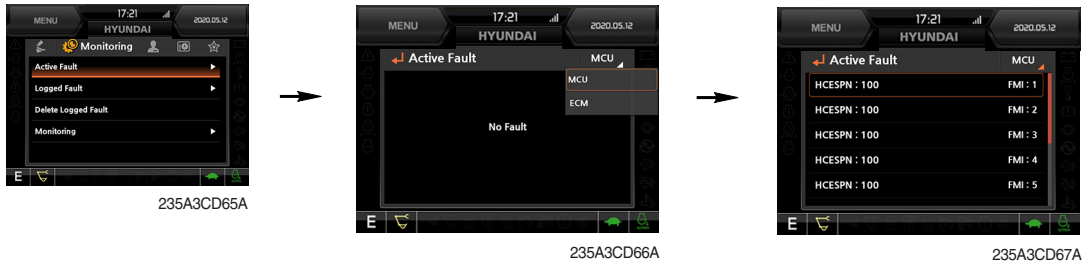 MENU
17:21
2020.05.12
HYUNDAI
Monitoring
Active Fault
Logged Fault
Delete Logged Fault
Monitoring
E
235A3CD65A
MENU
17:21
2020.05.12
HYUNDAI
Active Fault
MCU
MCU
ECM
No Fault
E
235A3CD66A
MENU
17:21
2020.05.12
HYUNDAI
Active Fault
MCU
HCESPN : 100 FMI : 1
HCESPN : 100 FMI : 2
HCESPN : 100 FMI : 3
HCESPN : 100 FMI : 4
HCESPN : 100 FMI : 5
E
235A3CD67A